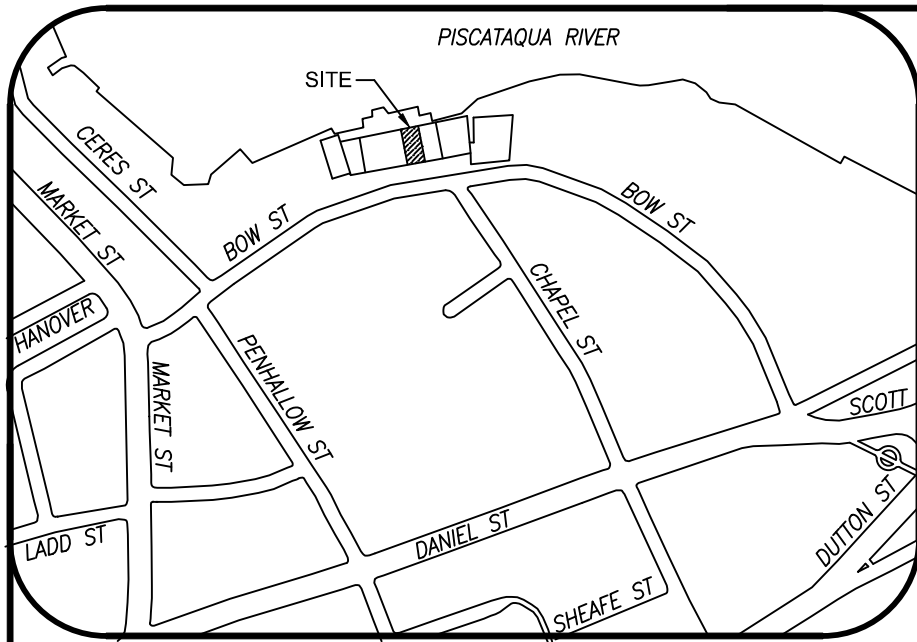 PISCATAQUA RIVER
SITE
CERES ST
MARKET ST
BOW ST
BOW ST
CHAPEL ST
HANOVER
PENHALLOW ST
MARKET ST
SCOTT
LADD ST
DANIEL ST
DUTTON ST
SHEAFE ST